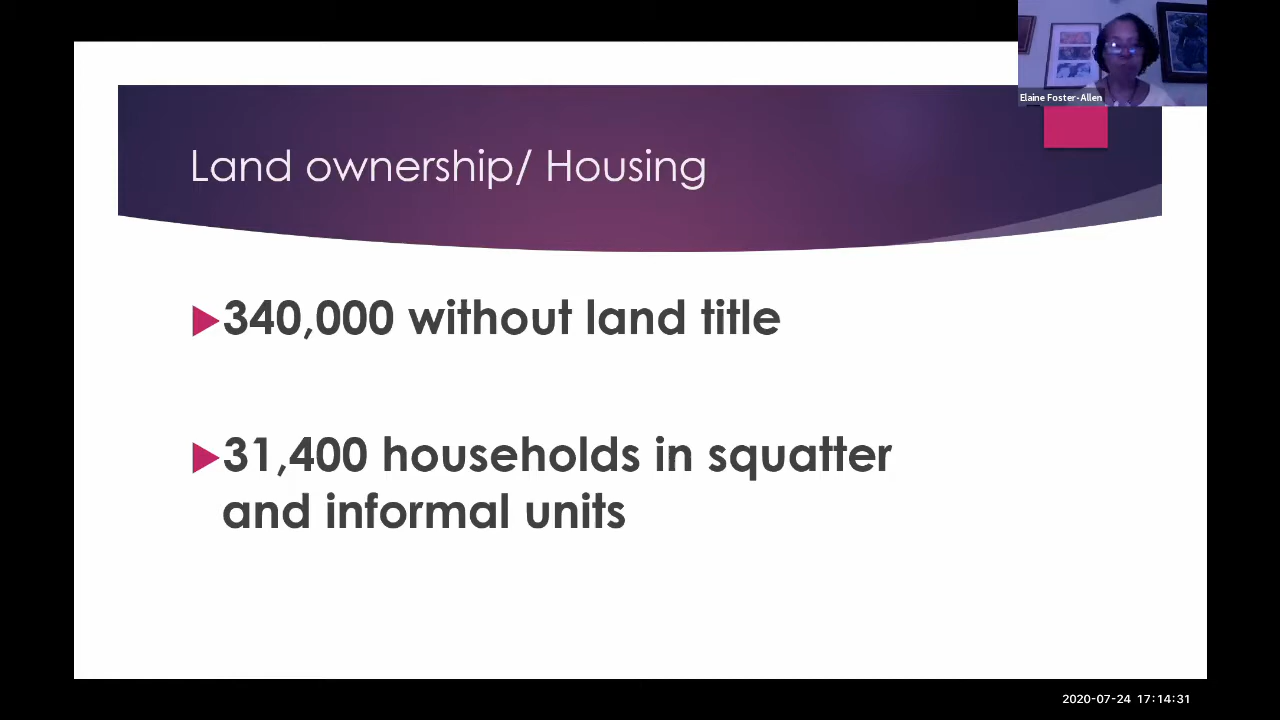 Elaine Foster-Allen
Land ownership/ Housing
340,000 without land title
31,400 households in squatter
and informal units
2020-07-24 17:14:31